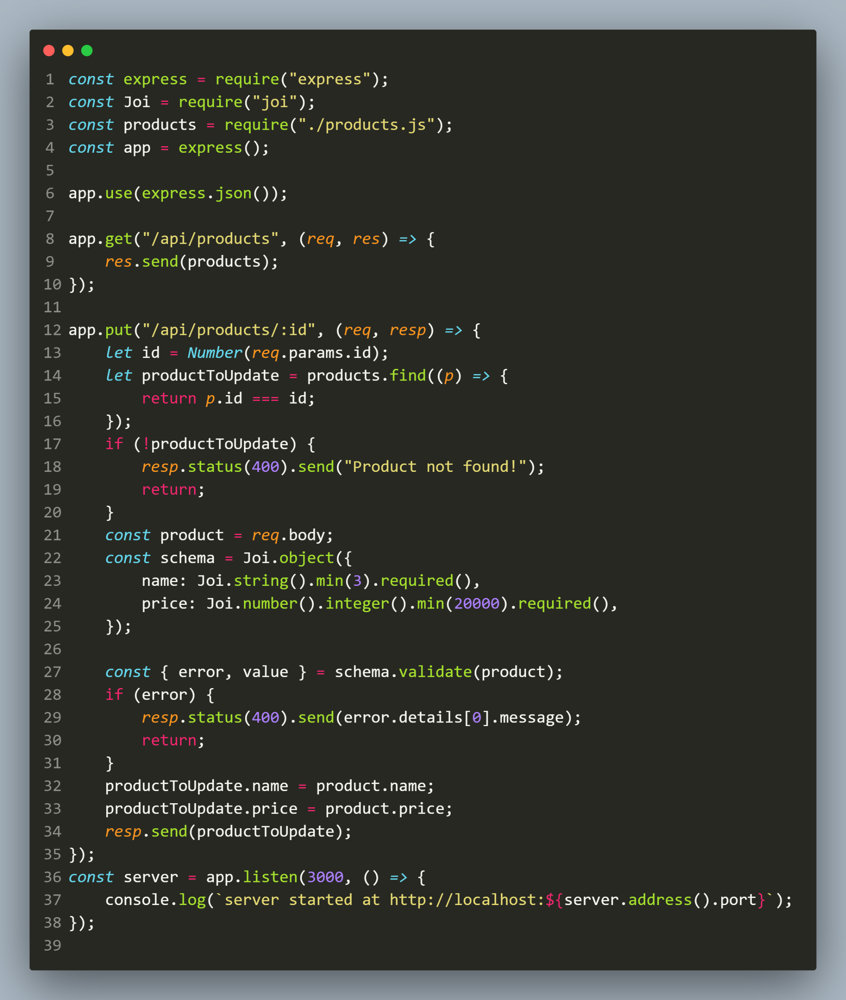 1 const express = require("express");
2 const Joi = require("joi");
3 const products = require("./products.js");
4 const app = express();
5
6 app.use(express.json());
7
8 app.get("/api/products", (req, res) => {
9     res.send(products);
10 });
11
12 app.put("/api/products/:id", (req, resp) => {
13     let id = Number(req.params.id);
14     let productToUpdate = products.find((p) => {
15         return p.id === id;
16     });
17     if (!productToUpdate) {
18         resp.status(400).send("Product not found!");
19         return;
20     }
21     const product = req.body;
22     const schema = Joi.object({
23         name: Joi.string().min(3).required(),
24         price: Joi.number().integer().min(20000).required(),
25     });
26
27     const { error, value } = schema.validate(product);
28     if (error) {
29         resp.status(400).send(error.details[0].message);
30         return;
31     }
32     productToUpdate.name = product.name;
33     productToUpdate.price = product.price;
34     resp.send(productToUpdate);
35 });
36 const server = app.listen(3000, () => {
37     console.log(`server started at http://localhost:${server.address().port}`);
38 });
39